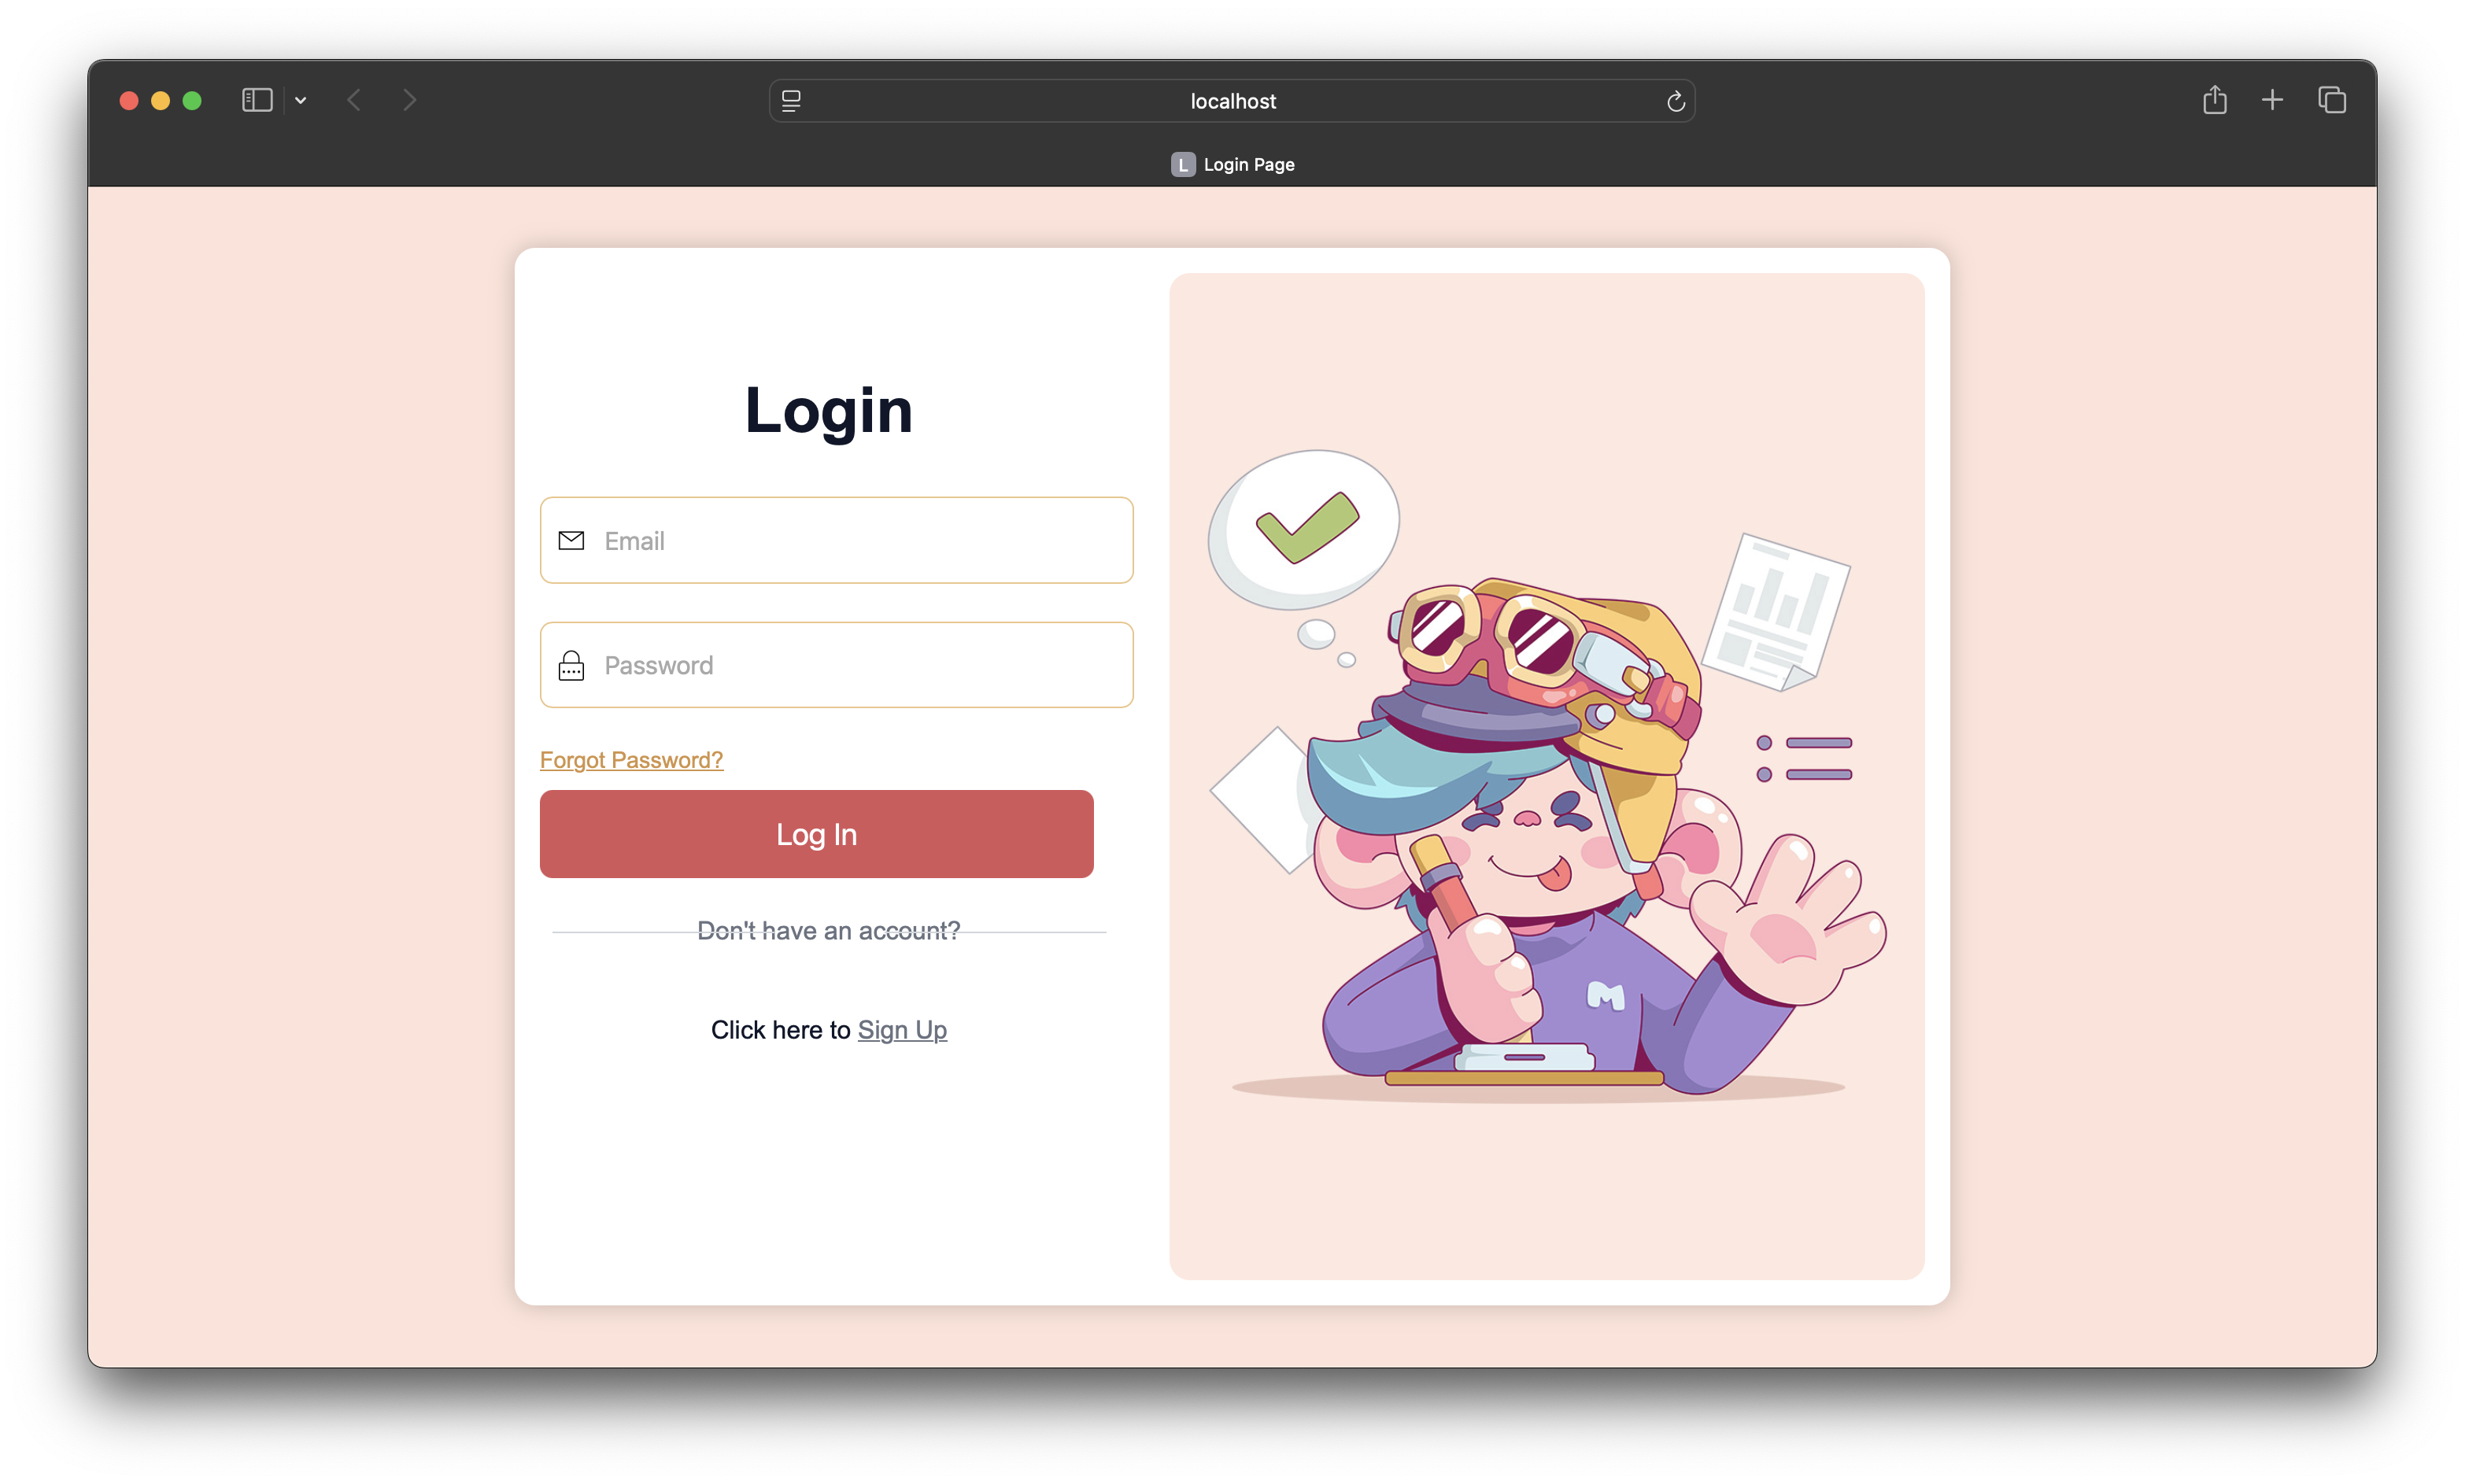 localhost
L Login Page
Login
Email
Password
Forgot Password?
Log In
Don't have an account?
Click here to Sign Up
M